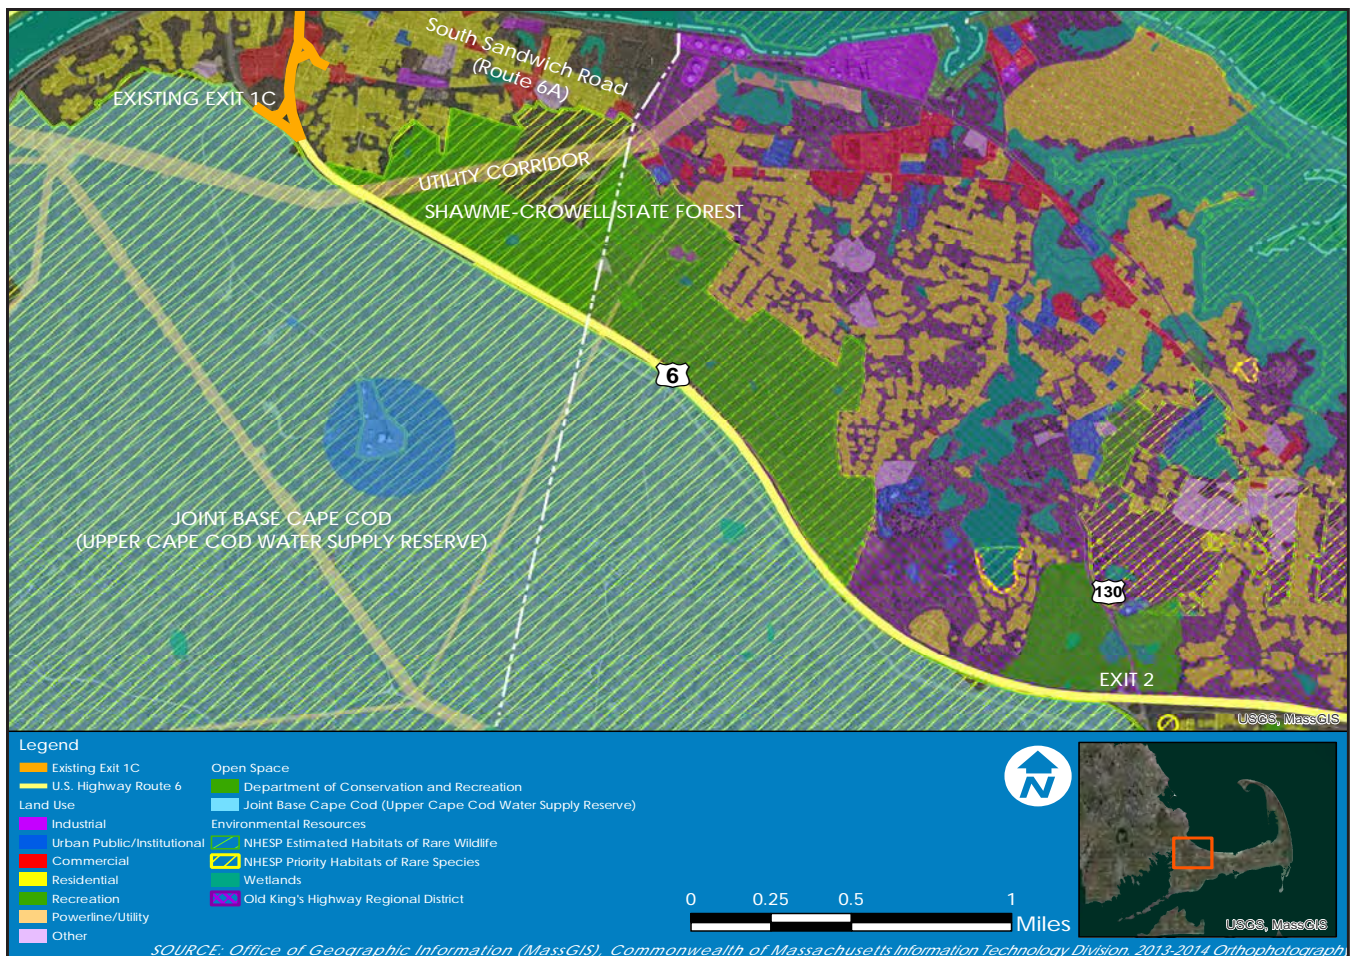 South Sandwich Road
(Route 6A)
EXISTING EXIT 1C
UTILITY CORRIDOR
SHAWME-CROWELL STATE FOREST
6
JOINT BASE CAPE COD
(UPPER CAPE COD WATER SUPPLY RESERVE)
130
EXIT 2
USGS, MassGIS
Legend
Existing Exit 1C
U.S. Highway Route 6
Land Use
Industrial
Urban Public/Institutional
Commercial
Residential
Recreation
Powerline/Utility
Other
Open Space
Department of Conservation and Recreation
Joint Base Cape Cod (Upper Cape Cod Water Supply Reserve)
Environmental Resources
NHESP Estimated Habitats of Rare Wildlife
NHESP Priority Habitats of Rare Species
Wetlands
Old King's Highway Regional District
N
0 0.25 0.5 1
Miles
USGS, MassGIS
SOURCE: Office of Geographic Information (MassGIS), Commonwealth of Massachusetts Information Technology Division. 2013-2014 Orthophotography